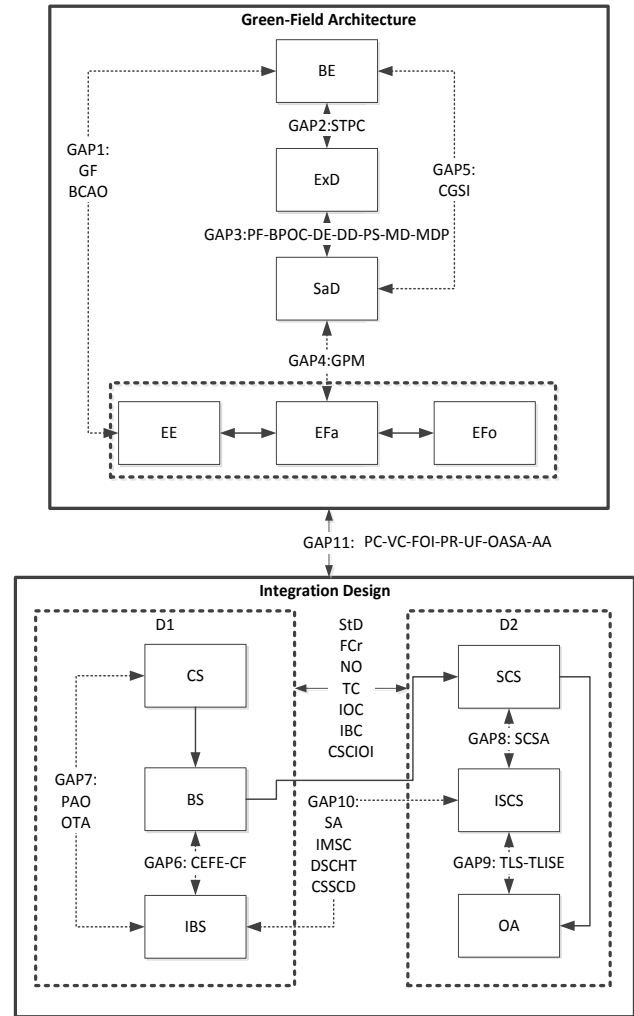 Green-Field Architecture
BE
GAP2:STPC
GAP1:
GF
BCAO
GAP5:
CGSI
ExD
GAP3:PF-BPOC-DE-DD-PS-MD-MDP
SaD
GAP4:GPM
EE
EFa
EFo
GAP11: PC-VC-FOI-PR-UF-OASA-AA
Integration Design
D1
StD
FCr
NO
TC
IOC
IBC
CSCIOI
D2
CS
SCS
GAP8: SCSA
GAP7:
PAO
OTA
BS
GAP10:
SA
IMSC
DSCHT
CSSCD
ISCS
GAP6: CEFE-CF
GAP9: TLS-TLISE
IBS
OA